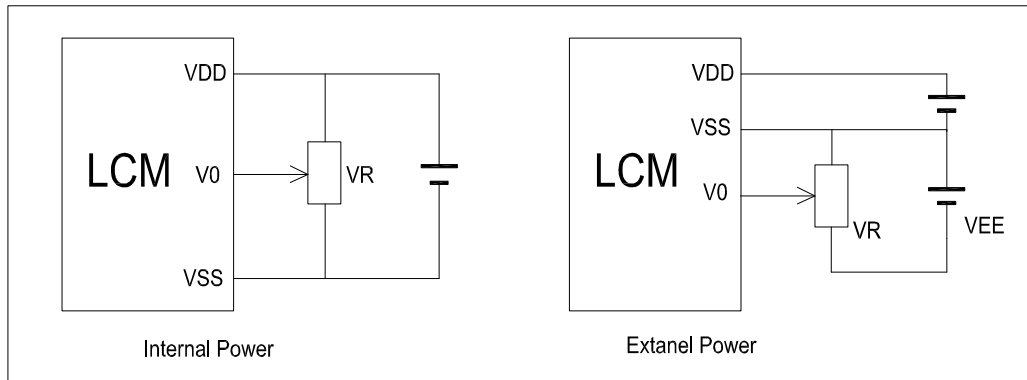 VDD
LCM
V0
VR
VSS
Internal Power
VDD
VSS
LCM
V0
VR
VEE
Extanel Power